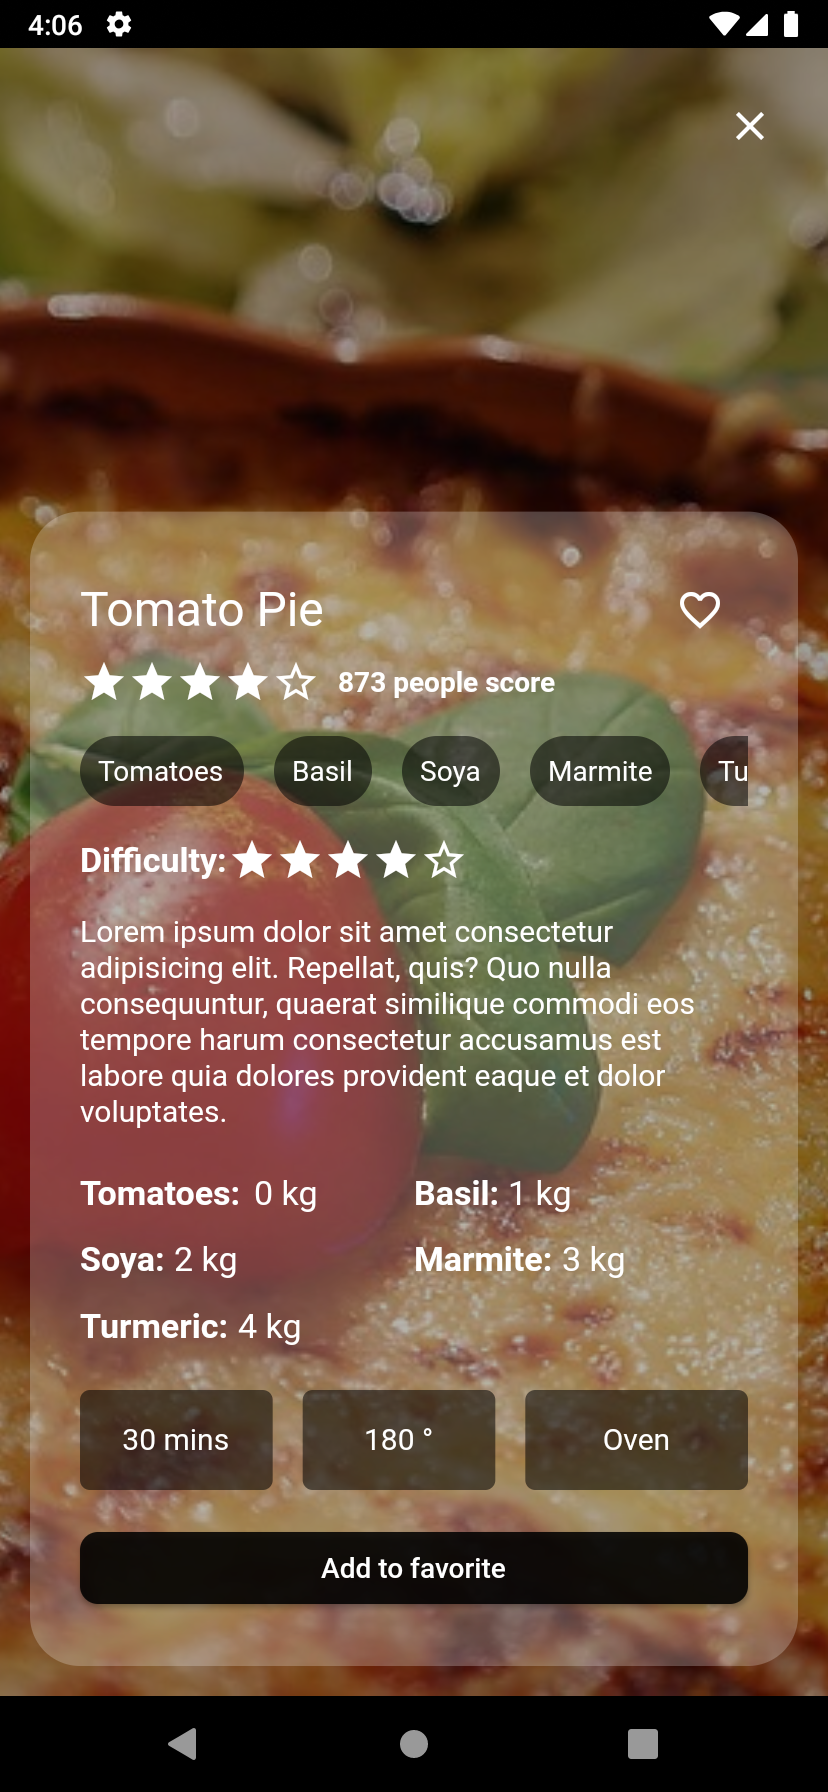 4:06
Tomato Pie
873 people score
Tomatoes Basil Soya Marmite Tu
Difficulty:
Lorem ipsum dolor sit amet consectetur
adipisicing elit. Repellat, quis? Quo nulla
consequuntur, quaerat similique commodi eos
tempore harum consectetur accusamus est
labore quia dolores provident eaque et dolor
voluptates.
Tomatoes: 0 kg Basil: 1 kg
Soya: 2 kg Marmite: 3 kg
Turmeric: 4 kg
30 mins 180 ° Oven
Add to favorite